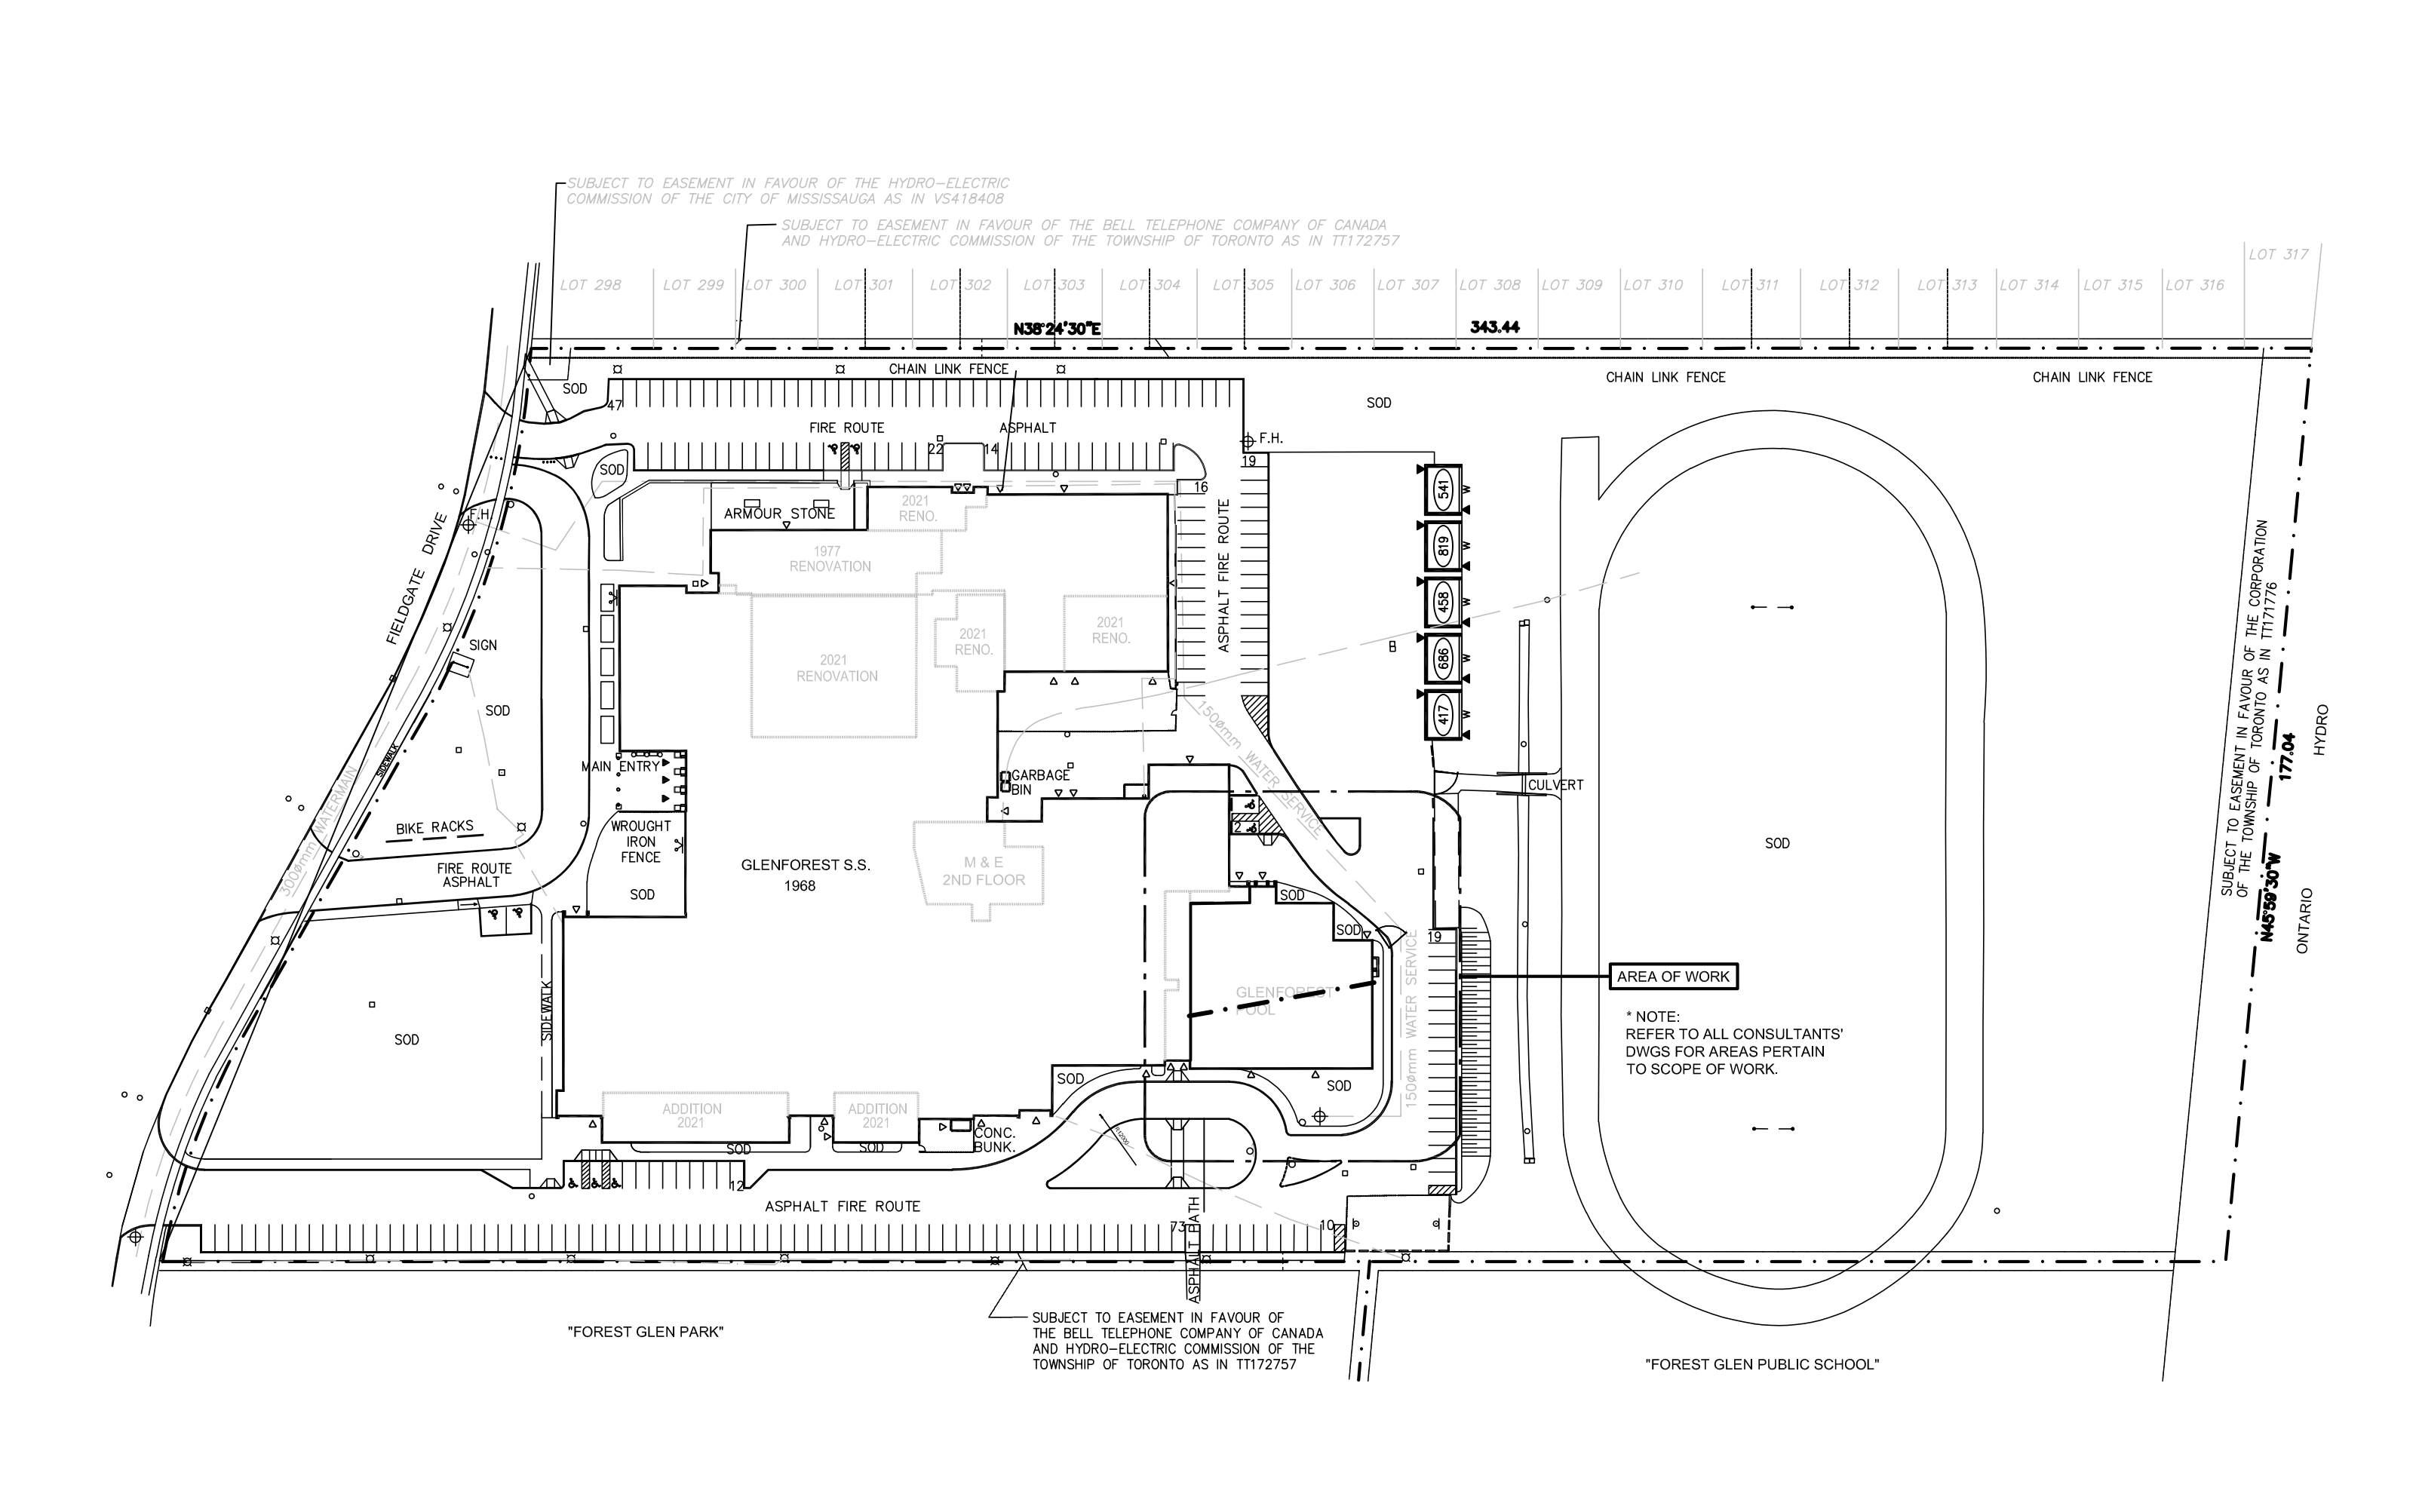 SUBJECT TO EASEMENT IN FAVOUR OF THE HYDRO-ELECTRIC
COMMISSION OF THE CITY OF MISSISSAUGA AS IN VS418408
SUBJECT TO EASEMENT IN FAVOUR OF THE BELL TELEPHONE COMPANY OF CANADA
AND HYDRO-ELECTRIC COMMISSION OF THE TOWNSHIP OF TORONTO AS IN TT172757
LOT 317
LOT 298
LOT 299
LOT 300
LOT 301
LOT 302
LOT 303
LOT 304
LOT 305
LOT 306
LOT 307
LOT 308
LOT 309
LOT 310
LOT 311
LOT 312
LOT 313
LOT 314
LOT 315
LOT 316
N38°24'30"E
343.44
CHAIN LINK FENCE
CHAIN LINK FENCE
CHAIN LINK FENCE
SOD
47
SOD
FIRE ROUTE
ASPHALT
22
14
F.H.
19
SOD
16
541
819
458
686
417
W
W
W
W
W
F.H.
ARMOUR STONE
2021
RENO.
1977
RENOVATION
ASPHALT FIRE ROUTE
FIELDGATE DRIVE
SIGN
SOD
2021
RENOVATION
2021
RENO.
2021
RENO.
150ømm WATER SERVICE
SIDEWALK
300ømm WATERMAIN
MAIN ENTRY
GARBAGE
BIN
CULVERT
BIKE RACKS
WROUGHT
IRON
FENCE
SOD
2
FIRE ROUTE
ASPHALT
GLENFOREST S.S.
1968
M & E
2ND FLOOR
SOD
SOD
19
SOD
SUBJECT TO EASEMENT IN FAVOUR OF THE CORPORATION
OF THE TOWNSHIP OF TORONTO AS IN TT171776
177.04
N45°59'30"W
HYDRO
ONTARIO
AREA OF WORK
* NOTE:
REFER TO ALL CONSULTANTS'
DWGS FOR AREAS PERTAIN
TO SCOPE OF WORK.
GLENFOREST
POOL
150ømm WATER SERVICE
SIDEWALK
SOD
SOD
SOD
ADDITION
2021
ADDITION
2021
SOD
SOD
CONC.
BUNK.
R12000
12
ASPHALT FIRE ROUTE
73
10
ASPHALT PATH
SUBJECT TO EASEMENT IN FAVOUR OF
THE BELL TELEPHONE COMPANY OF CANADA
AND HYDRO-ELECTRIC COMMISSION OF THE
TOWNSHIP OF TORONTO AS IN TT172757
"FOREST GLEN PARK"
"FOREST GLEN PUBLIC SCHOOL"